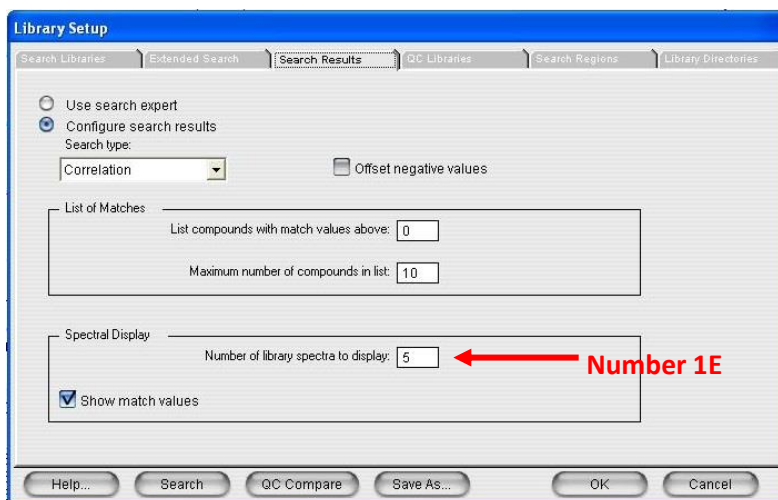 Library Setup
Search Libraries Extended Search Search Results QC Libraries Search Regions Library Directories
Use search expert
Configure search results
Search type:
Correlation Offset negative values
List of Matches
List compounds with match values above: 0
Maximum number of compounds in list: 10
Spectral Display
Number of library spectra to display: 5 Number 1E
Show match values
Help... Search QC Compare Save As... OK Cancel